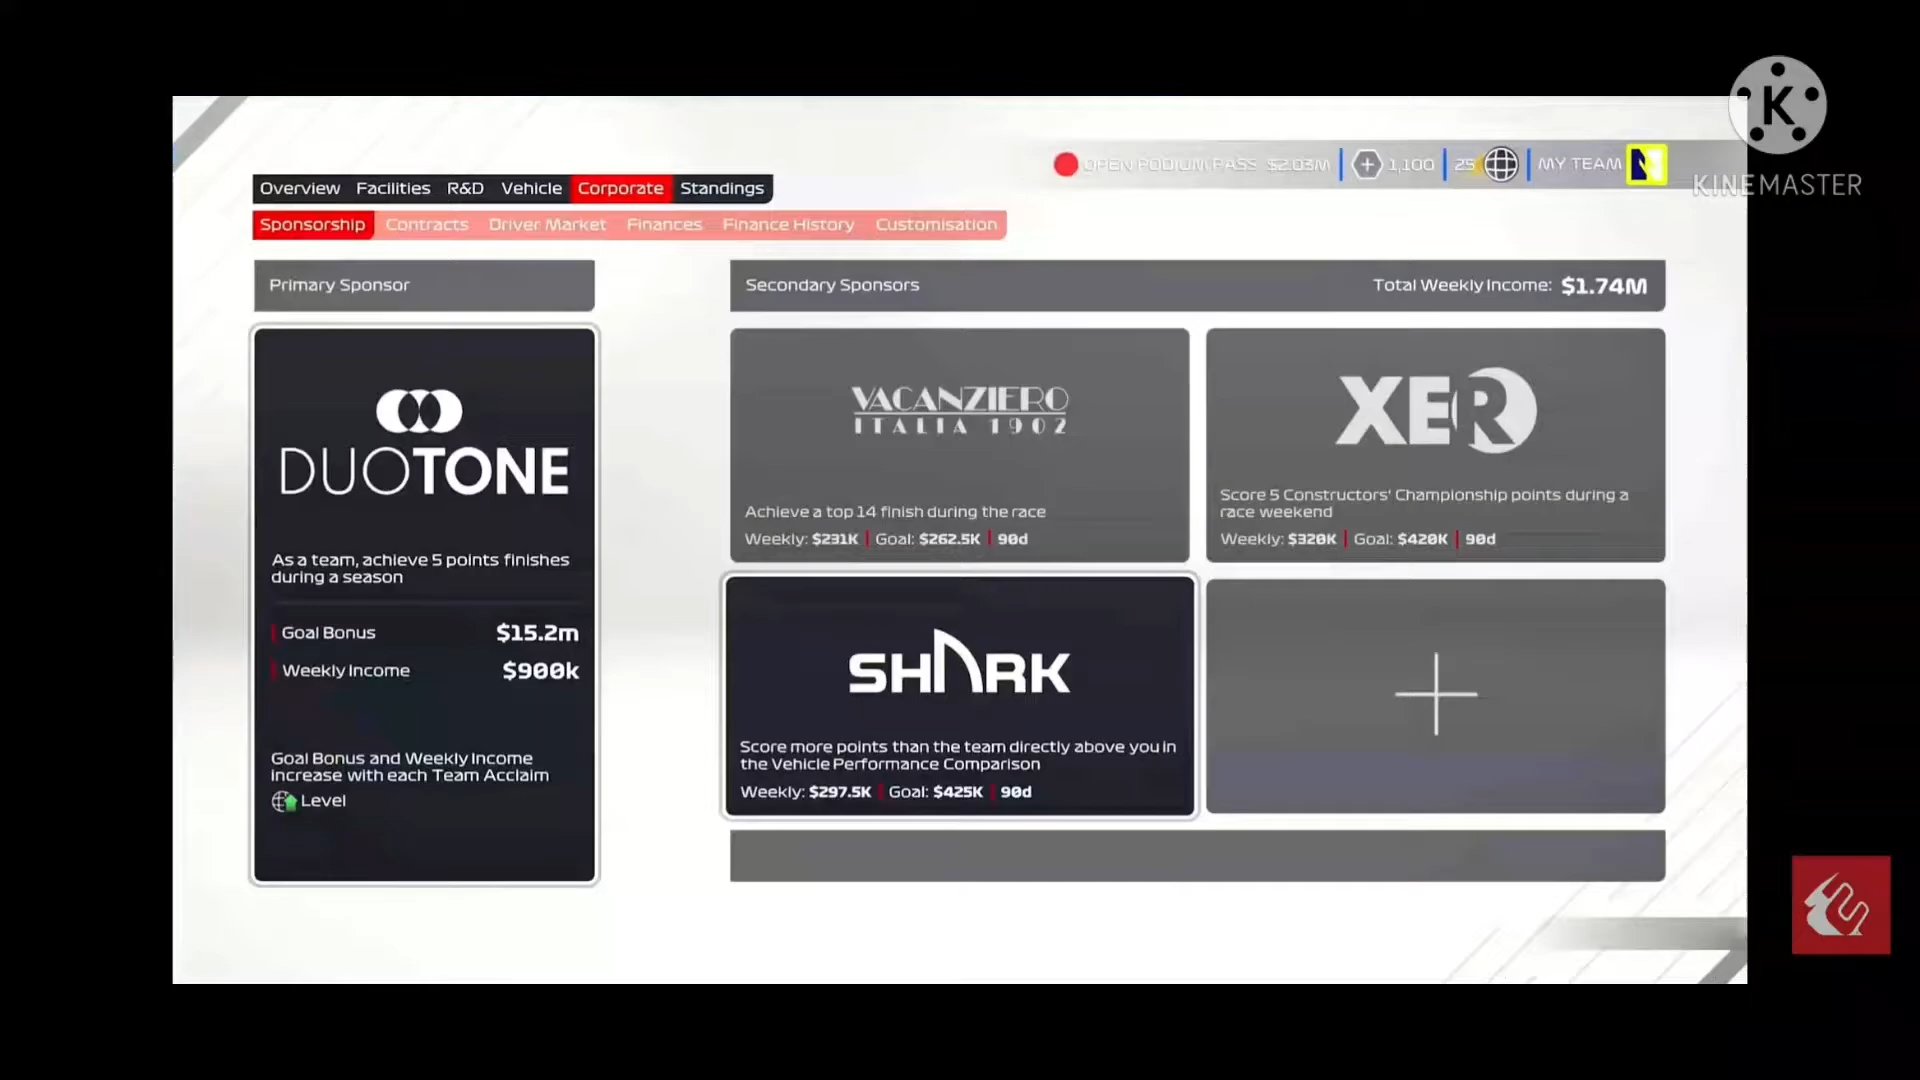 K
KINEMASTER
OPEN PODIUM PASS $2.03M 1,100 25 MY TEAM
Overview Facilities R&D Vehicle Corporate Standings
Sponsorship Contracts Driver Market Finances Finance History Customisation
Primary Sponsor
DUOTONE
As a team, achieve 5 points finishes
during a season
Goal Bonus $15.2m
Weekly Income $900k
Goal Bonus and Weekly Income
increase with each Team Acclaim
Level
Secondary Sponsors Total Weekly Income: $1.74M
VACANZIERO
ITALIA 1902
Achieve a top 14 finish during the race
Weekly: $231K Goal: $262.5K 90d
XER
Score 5 Constructors' Championship points during a
race weekend
Weekly: $320K Goal: $420K 90d
SHARK
Score more points than the team directly above you in
the Vehicle Performance Comparison
Weekly: $297.5K Goal: $425K 90d